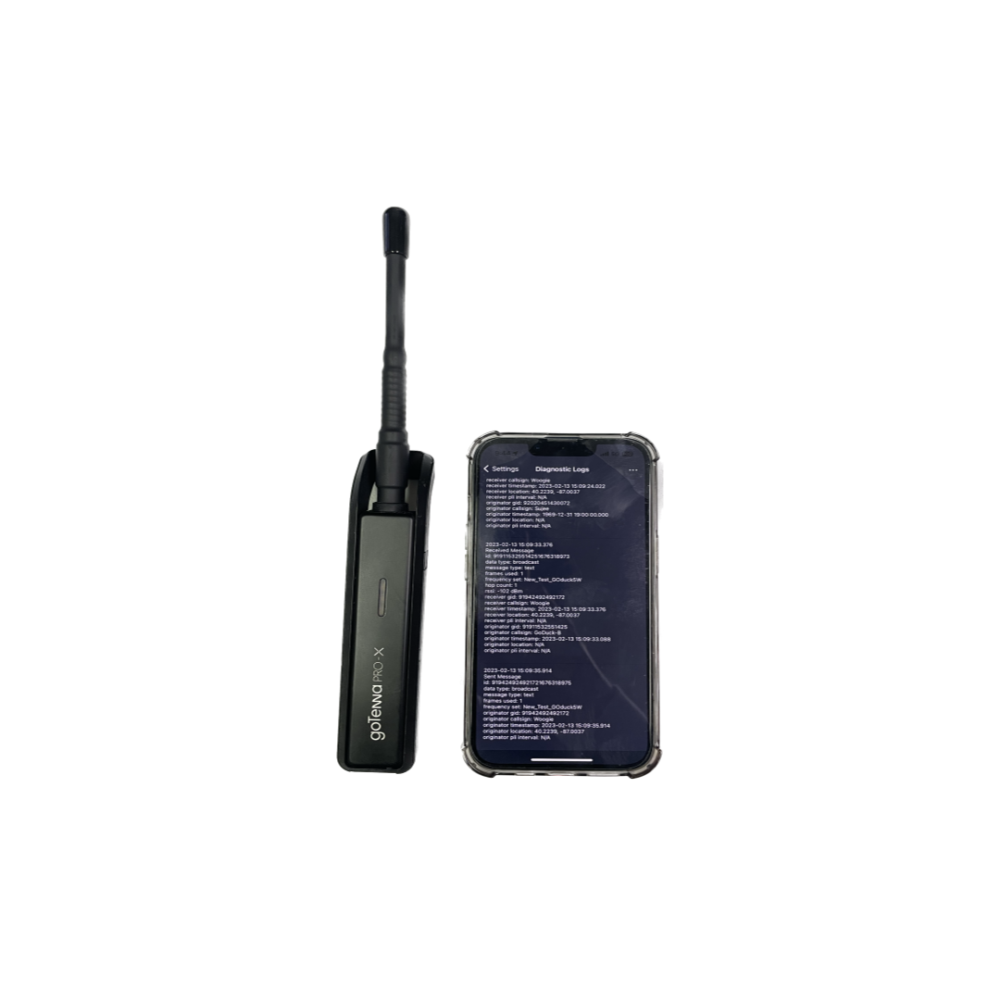 goTenna PRO-X
Settings
Diagnostic Logs
receiver callsign: Woogie
receiver timestamp: 2023-02-13 15:09:24.022
receiver location: 40.2239, -87.0037
receiver pli interval: N/A
originator gid: 92020451430072
originator callsign: Sujee
originator timestamp: 1969-12-31 19:00:00.000
originator location: N/A
originator pli interval: N/A
2023-02-13 15:09:33.376
Received Message
id: 919115325514251676318973
data type: broadcast
message type: text
frames used: 1
frequency set: New_Test_GOduck5W
hop count: 1
rssi: -102 dBm
receiver gid: 91942492492172
receiver callsign: Woogie
receiver timestamp: 2023-02-13 15:09:33.376
receiver location: 40.2239, -87.0037
receiver pli interval: N/A
originator gid: 91911532551425
originator callsign: GoDuck-B
originator timestamp: 2023-02-13 15:09:33.088
originator location: N/A
originator pli interval: N/A
2023-02-13 15:09:35.914
Sent Message
id: 919424924921721676318975
data type: broadcast
message type: text
frames used: 1
frequency set: New_Test_GOduck5W
originator gid: 91942492492172
originator callsign: Woogie
originator timestamp: 2023-02-13 15:09:35.914
originator location: 40.2239, -87.0037
originator pli interval: N/A